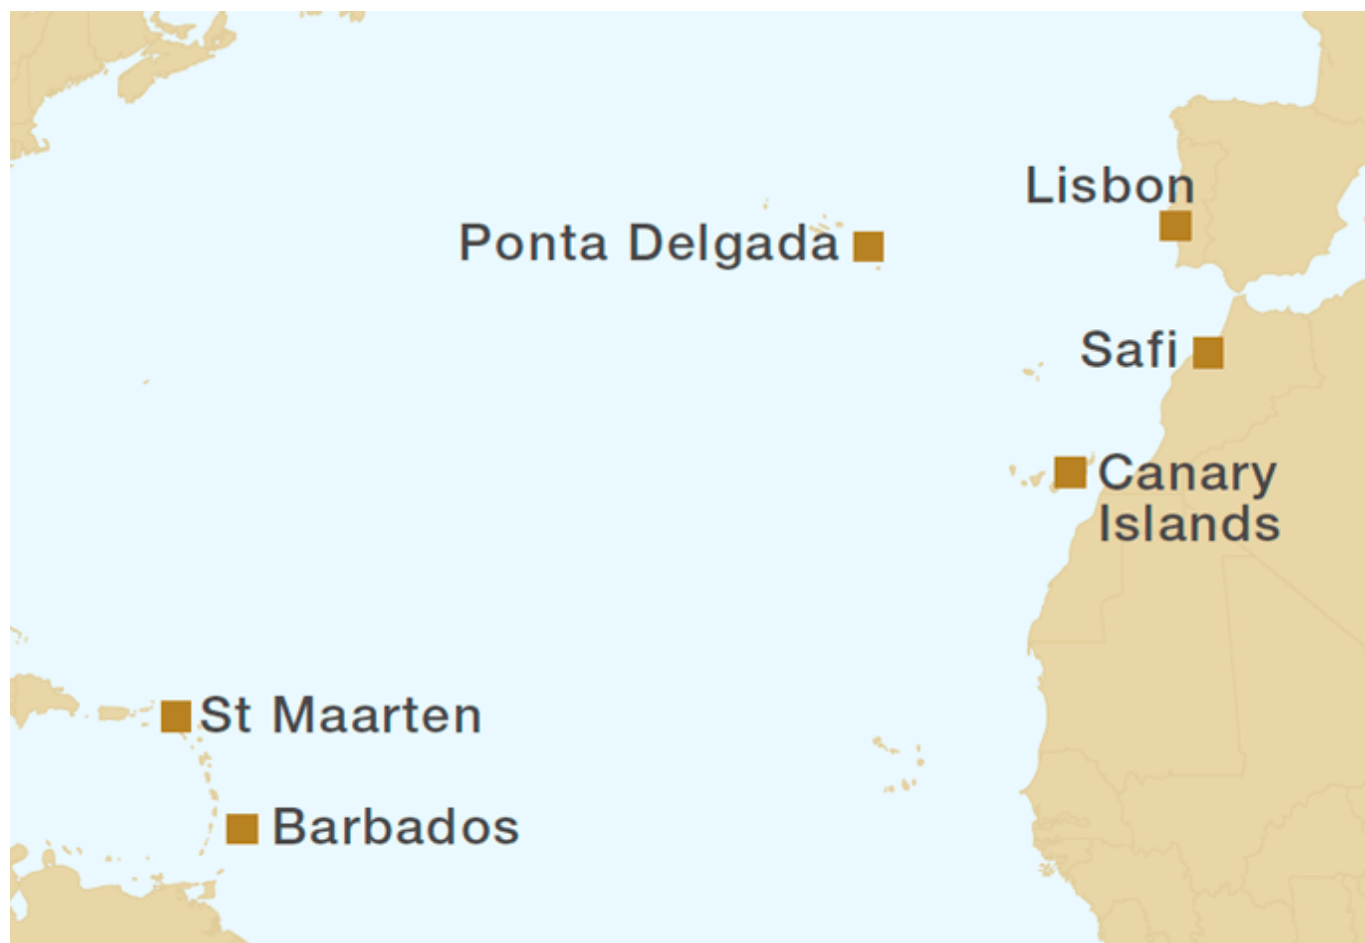 Lisbon
Ponta Delgada
Safi
Canary
Islands
St Maarten
Barbados